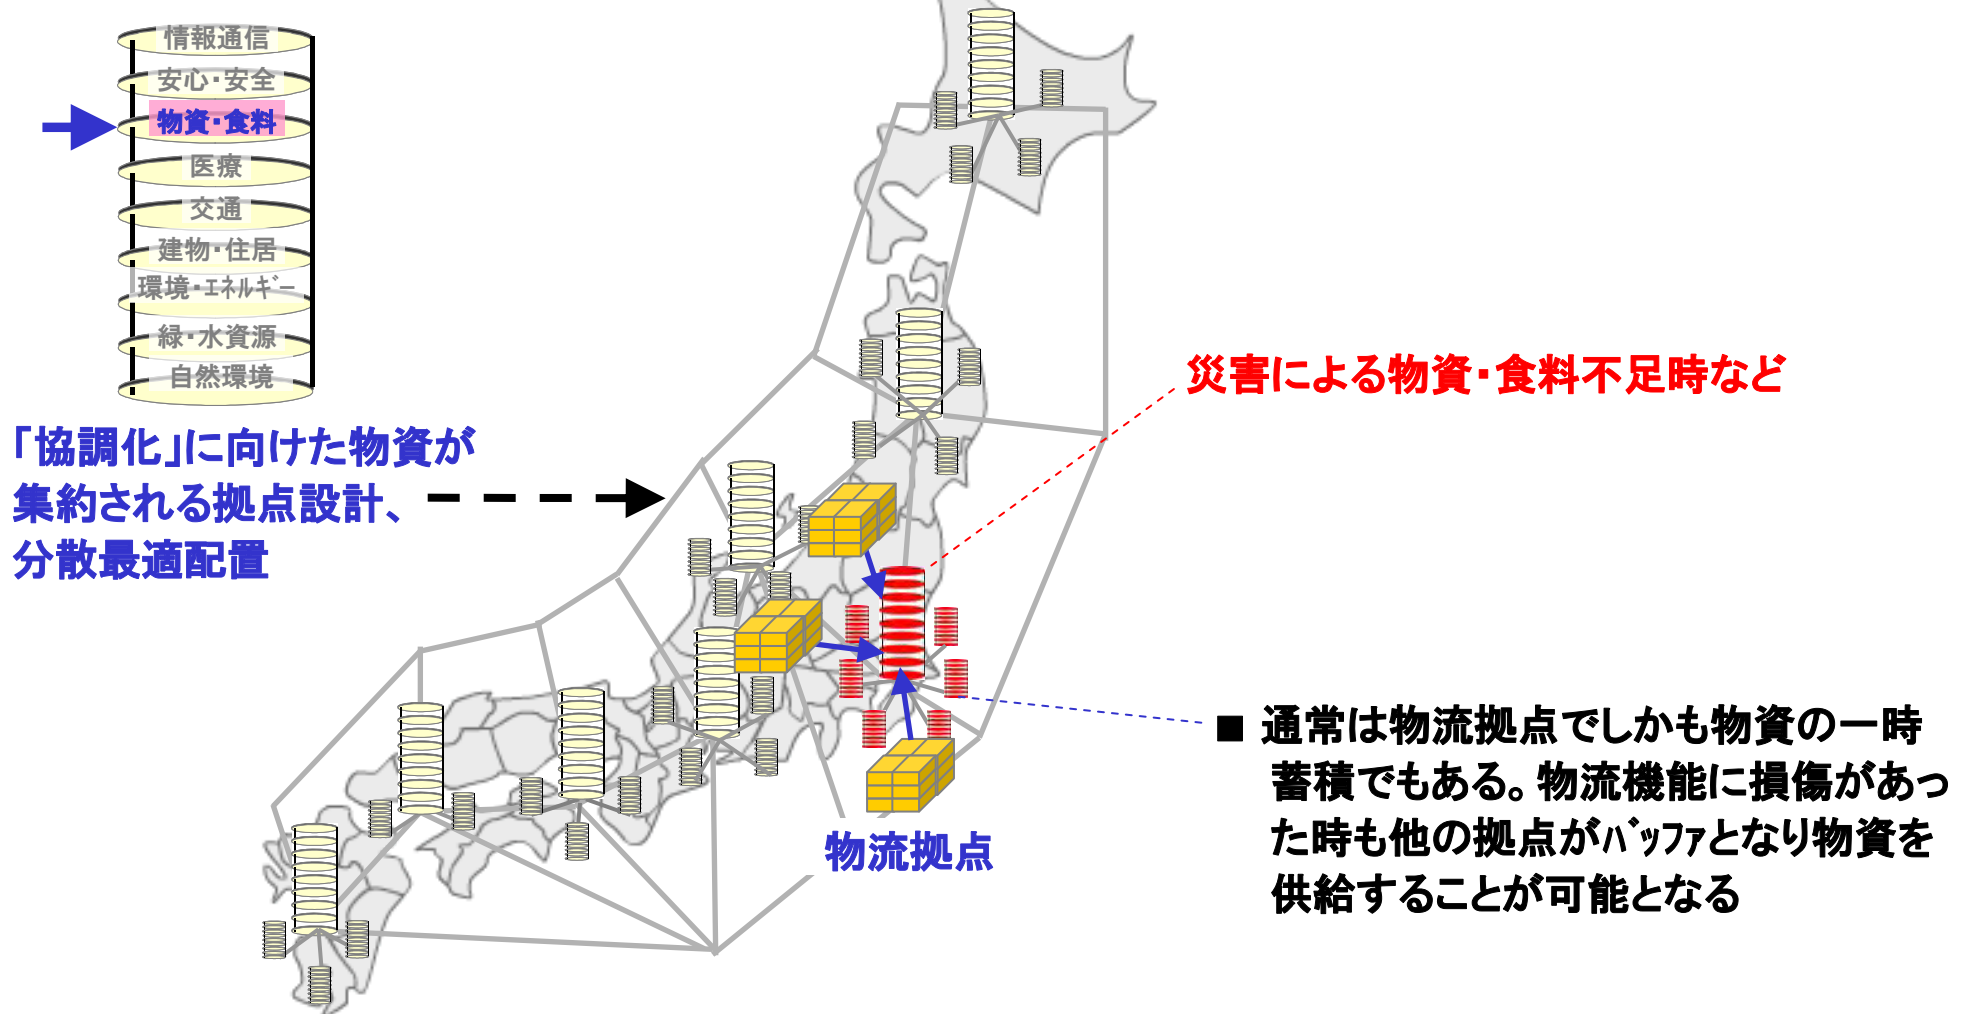 情報通信
安心・安全
物資・食料
医療
交通
建物・住居
環境・ｴﾈﾙｷﾞｰ
緑・水資源
自然環境
「協調化」に向けた物資が
集約される拠点設計、
分散最適配置
災害による物資・食料不足時など
■ 通常は物流拠点でしかも物資の一時
蓄積でもある。物流機能に損傷があっ
た時も他の拠点がﾊﾞｯﾌｧとなり物資を
供給することが可能となる
物流拠点